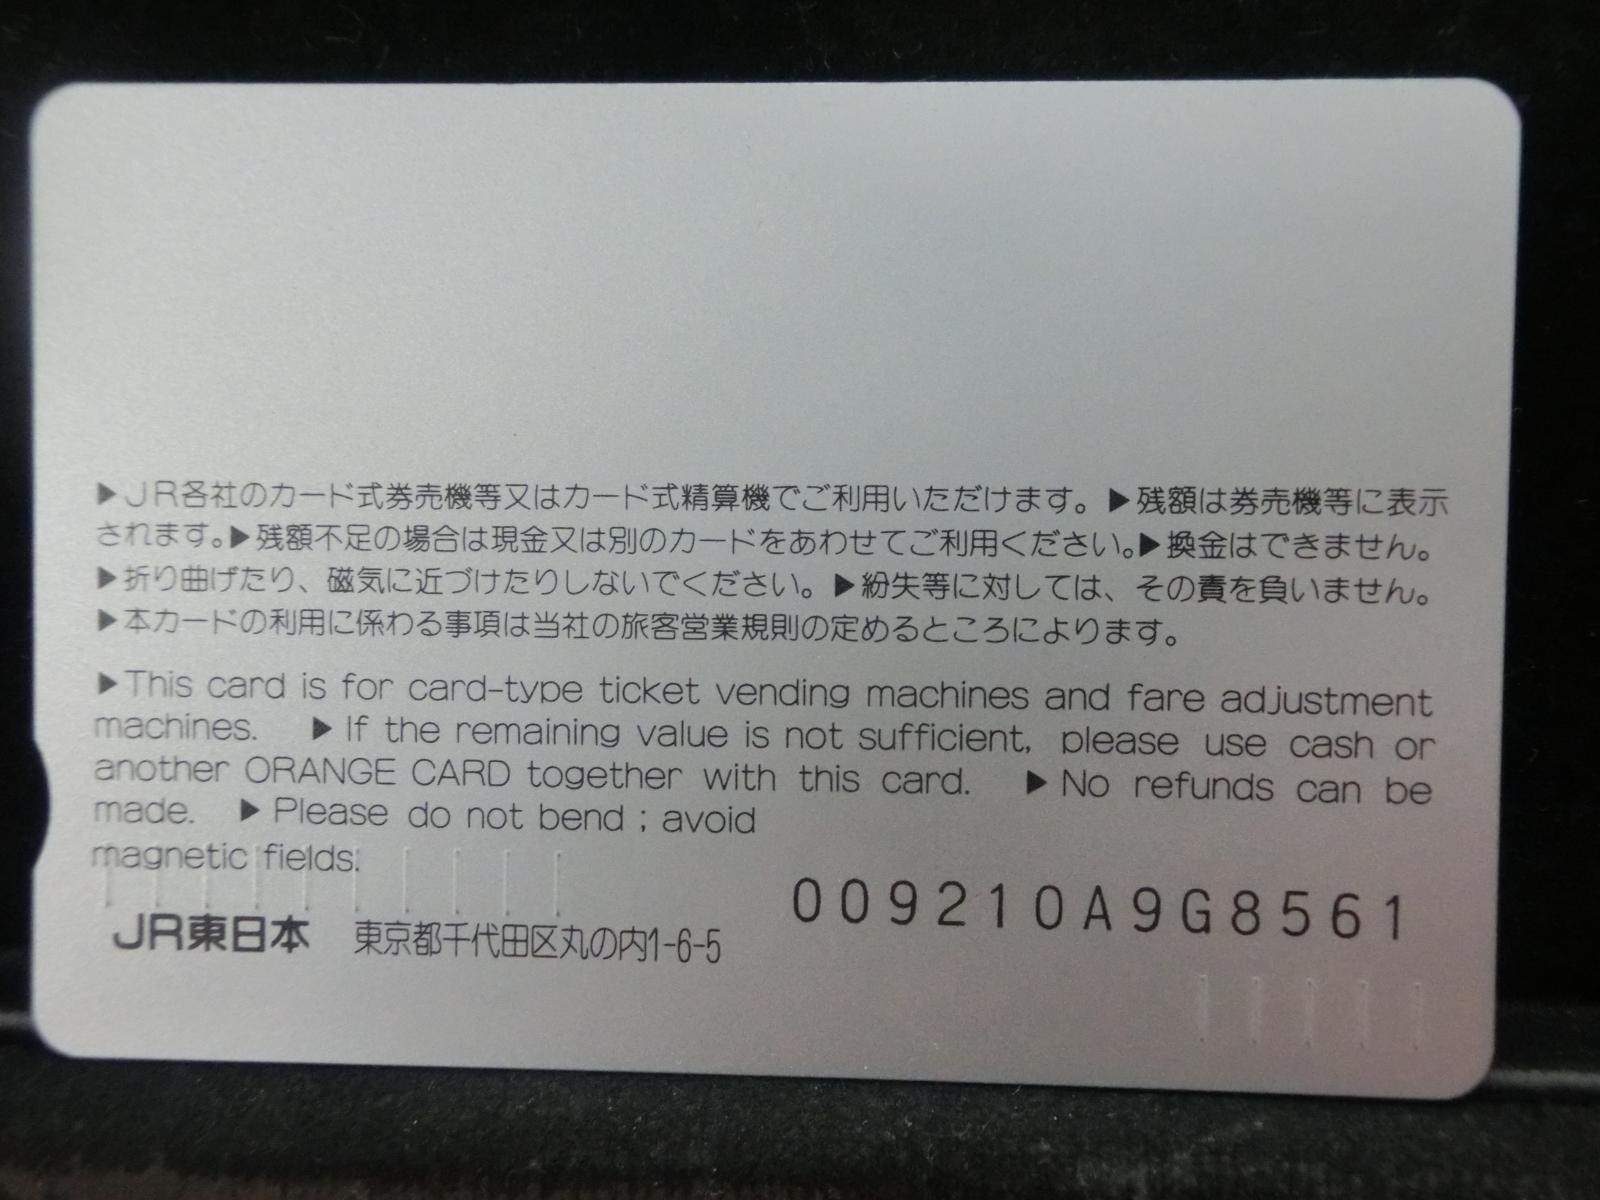 ▶JR各社のカード式券売機等又はカード式精算機でご利用いただけます。▶残額は券売機等に表示
されます。▶残額不足の場合は現金又は別のカードをあわせてご利用ください。▶換金はできません。
▶折り曲げたり、磁気に近づけたりしないでください。▶紛失等に対しては、その責を負いません。
▶本カードの利用に係わる事項は当社の旅客営業規則の定めるところによります。
▶This card is for card-type ticket vending machines and fare adjustment
machines. ▶If the remaining value is not sufficient, please use cash or
another ORANGE CARD together with this card. ▶No refunds can be
made. ▶Please do not bend ; avoid
magnetic fields.
009210A9G8561
JR東日本 東京都千代田区丸の内1-6-5